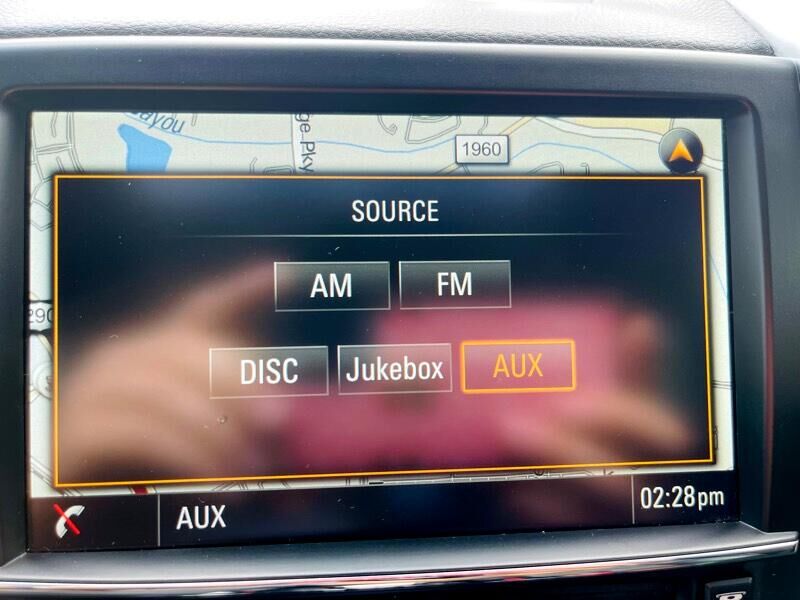 ayou
ge Pky
1960
SOURCE
AM FM
290
DISC Jukebox AUX
AUX
02:28pm